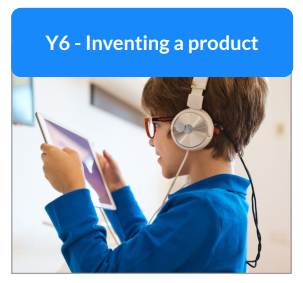 Y6 - Inventing a product